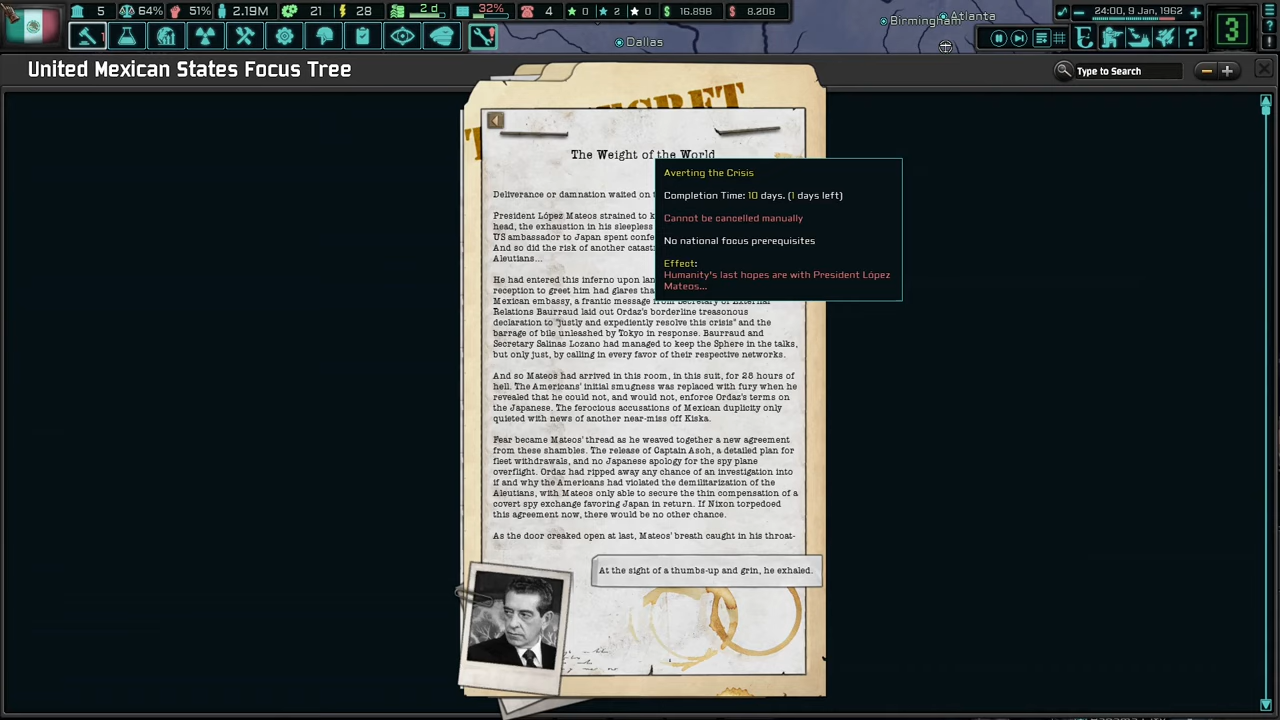 5 64% 51% 2.19M 21 28 2 d 32% 4 0 2 0 $ 16.89B $ 8.20B
24:00, 9 Jan, 1962
3
Birmingham
Atlanta
Dallas
1
United Mexican States Focus Tree
Type to Search
SECRET
The Weight of the World
Averting the Crisis
Completion Time: 10 days. (1 days left)
Cannot be cancelled manually
No national focus prerequisites
Effect:
Humanity's last hopes are with President López
Mateos...
Deliverance or damnation waited on
President López Mateos strained to
head, the exhaustion in his sleepless
US ambassador to Japan spent
And so did the risk of another
Aleutians...
He had entered this inferno upon
reception to greet him had glares
Mexican embassy, a frantic message from Secretary of External
Relations Baurraud laid out Ordaz's borderline treasonous
declaration to "justly and expediently resolve this crisis" and the
barrage of bile unleashed by Tokyo in response. Baurraud and
Secretary Salinas Lozano had managed to keep the Sphere in the talks,
but only just, by calling in every favor of their respective networks.
And so Mateos had arrived in this room, in this suit, for 28 hours of
hell. The Americans' initial smugness was replaced with fury when he
revealed that he could not, and would not, enforce Ordaz's terms on
the Japanese. The ferocious accusations of Mexican duplicity only
quieted with news of another near-miss off Kiska.
Fear became Mateos' thread as he weaved together a new agreement
from these shambles. The release of Captain Asoh, a detailed plan for
fleet withdrawals, and no Japanese apology for the spy plane
overflight. Ordaz had ripped away any chance of an investigation into
if and why the Americans had violated the demilitarization of the
Aleutians, with Mateos only able to secure the thin compensation of a
covert spy exchange favoring Japan in return. If Nixon torpedoed
this agreement now, there would be no other chance.
As the door creaked open at last, Mateos' breath caught in his throat-
At the sight of a thumbs-up and grin, he exhaled.